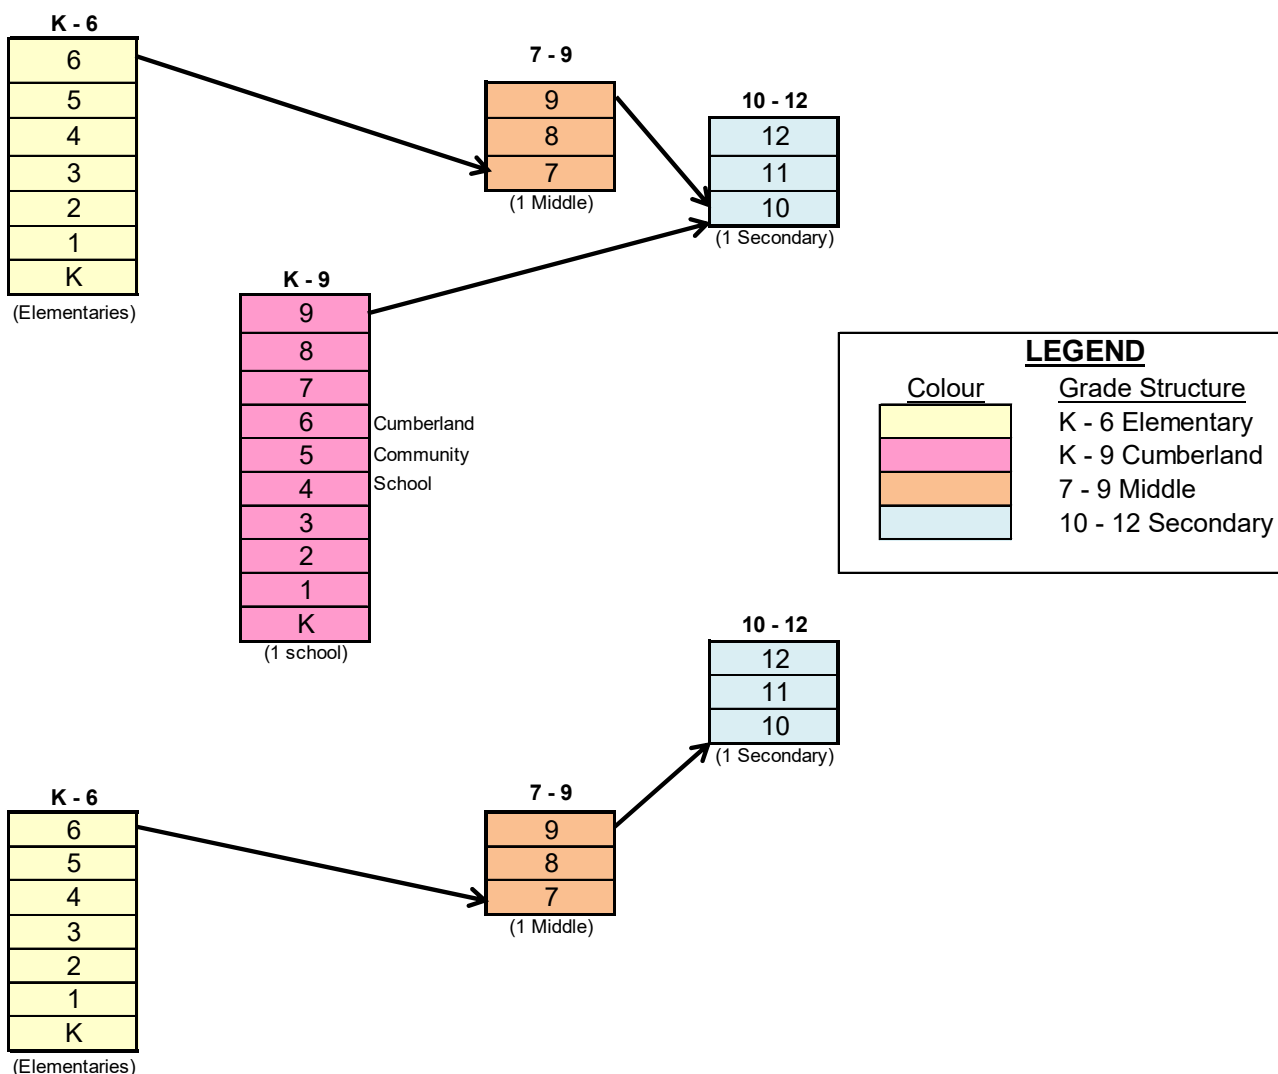 K - 6
6
5
4
3
2
1
K
(Elementaries)
7 - 9
9
8
7
(1 Middle)
10 - 12
12
11
10
(1 Secondary)
K - 9
9
8
7
6
5
4
3
2
1
K
(1 school)
Cumberland
Community
School
LEGEND
Colour Grade Structure
K - 6 Elementary
K - 9 Cumberland
7 - 9 Middle
10 - 12 Secondary
10 - 12
12
11
10
(1 Secondary)
K - 6
6
5
4
3
2
1
K
(Elementaries)
7 - 9
9
8
7
(1 Middle)